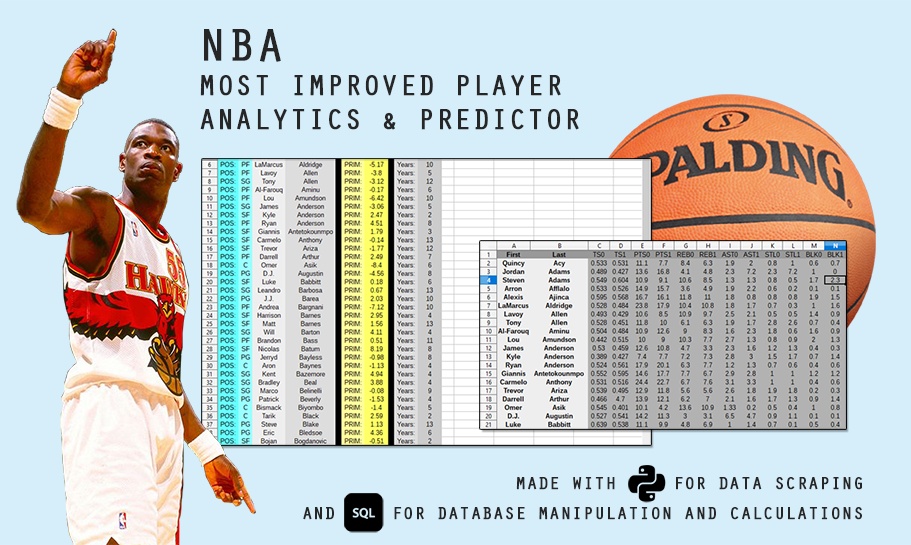 NBA
MOST IMPROVED PLAYER
ANALYTICS & PREDICTOR
SPALDING
S
®
HAWKS
55
6 POS: PF LaMarcus Aldridge PRIM: -5.17 Years: 10
7 POS: PF Lavoy Allen PRIM: -3.8 Years: 5
8 POS: SG Tony Allen PRIM: -3.12 Years: 12
9 POS: PF Al-Farouq Aminu PRIM: -0.17 Years: 6
10 POS: PF Lou Amundson PRIM: -6.42 Years: 10
11 POS: SG James Anderson PRIM: -3.06 Years: 5
12 POS: SF Kyle Anderson PRIM: 2.47 Years: 2
13 POS: PF Ryan Anderson PRIM: 4.51 Years: 8
14 POS: SF Giannis Antetokounmpo PRIM: 1.79 Years: 3
15 POS: SF Carmelo Anthony PRIM: -0.14 Years: 13
16 POS: SF Trevor Ariza PRIM: -1.77 Years: 12
17 POS: PF Darrell Arthur PRIM: 2.49 Years: 7
18 POS: C Omer Asik PRIM: -8.4 Years: 6
19 POS: PG D.J. Augustin PRIM: -4.56 Years: 8
20 POS: SF Luke Babbitt PRIM: 0.18 Years: 6
21 POS: SG Leandro Barbosa PRIM: 0.67 Years: 13
22 POS: PG J.J. Barea PRIM: 2.03 Years: 10
23 POS: PF Andrea Bargnani PRIM: -7.12 Years: 10
24 POS: SF Harrison Barnes PRIM: 2.95 Years: 4
25 POS: SF Matt Barnes PRIM: 1.56 Years: 13
26 POS: SG Will Barton PRIM: 4.11 Years: 4
27 POS: PF Brandon Bass PRIM: 0.51 Years: 11
28 POS: SF Nicolas Batum PRIM: 8.19 Years: 8
29 POS: PG Jerryd Bayless PRIM: -0.98 Years: 8
30 POS: C Aron Baynes PRIM: -1.13 Years: 4
31 POS: SG Kent Bazemore PRIM: 4.94 Years: 4
32 POS: SG Bradley Beal PRIM: 3.88 Years: 4
33 POS: SG Marco Belinelli PRIM: -0.08 Years: 9
34 POS: PG Patrick Beverly PRIM: -1.53 Years: 4
35 POS: C Bismack Biyombo PRIM: -1.4 Years: 5
36 POS: C Tarik Black PRIM: 2.59 Years: 2
37 POS: PG Steve Blake PRIM: 1.13 Years: 13
POS: PG Eric Bledsoe PRIM: 4.36 Years: 6
POS: SF Bojan Bogdanovic PRIM: -0.51 Years: 2
A B C D E F G H I J K L M N
1 First Last TS0 TS1 PTS0 PTS1 REB0 REB1 AST0 AST1 STL0 STL1 BLK0 BLK1
2 Quincy Acy 0.533 0.531 11.1 7.7 8.4 6.3 1.9 2 0.8 1 0.6 0.7
3 Jordan Adams 0.489 0.427 13.6 16.8 4.1 4.8 2.3 7.2 2.3 7.2 1 0
4 Steven Adams 0.549 0.604 10.9 9.1 10.6 8.5 1.3 1.3 0.8 0.5 1.7 2.3
5 Arron Afflalo 0.533 0.526 14.9 15.7 3.6 4.9 1.9 2.2 0.6 0.2 0.1 0.1
6 Alexis Ajinca 0.595 0.568 16.7 16.1 11.8 11 1.8 0.8 0.8 0.8 1.9 1.5
7 LaMarcus Aldridge 0.528 0.484 23.8 17.9 10.4 10.8 1.8 1.7 0.7 0.3 1 1.6
8 Lavoy Allen 0.493 0.429 10.6 8.5 10.9 9.7 2.5 2.1 0.5 0.5 1.4 0.9
9 Tony Allen 0.528 0.451 11.8 10 6.1 6.3 1.9 1.7 2.8 2.6 0.7 0.4
10 Al-Farouq Aminu 0.504 0.484 10.9 12.6 9 8.3 1.6 2.3 1.8 0.6 1.6 0.9
11 Lou Amundson 0.442 0.515 10 9 10.3 7.7 2.7 1.3 0.8 0.9 2 1.3
12 James Anderson 0.53 0.459 12.6 10.8 4.7 3.3 2.3 1.6 1.2 1.3 0.4 0.3
13 Kyle Anderson 0.389 0.427 7.4 7.7 7.2 7.3 2.8 3 1.5 1.7 0.7 1.4
14 Ryan Anderson 0.524 0.561 17.9 20.1 6.3 7.7 1.2 1.3 0.7 0.6 0.4 0.6
15 Giannis Antetokounmpo 0.552 0.595 14.6 17.7 7.7 6.7 2.9 2.8 1 1.2 1.2
16 Carmelo Anthony 0.531 0.516 24.4 22.7 6.7 7.6 3.1 3.3 1 1 0.4 0.6
17 Trevor Ariza 0.539 0.495 12.9 11.8 5.6 5.6 2.6 1.8 1.9 1.8 0.2 0.3
18 Darrell Arthur 0.466 4.7 13.9 12.1 6.2 7 2.1 1.6 1.7 1.3 0.9 1.4
19 Omer Asik 0.545 0.401 10.1 4.2 13.6 10.9 1.33 0.2 0.5 0.4 1 0.8
20 D.J. Augustin 0.527 0.541 14.2 11.3 3 3.1 6.5 4.7 0.9 1.1 0.1 0.1
21 Luke Babbitt 0.639 0.538 11.1 9.9 4.8 6.9 1 1.4 0.7 0.1 0.5 0.4
MADE WITH FOR DATA SCRAPING
AND SQL FOR DATABASE MANIPULATION AND CALCULATIONS